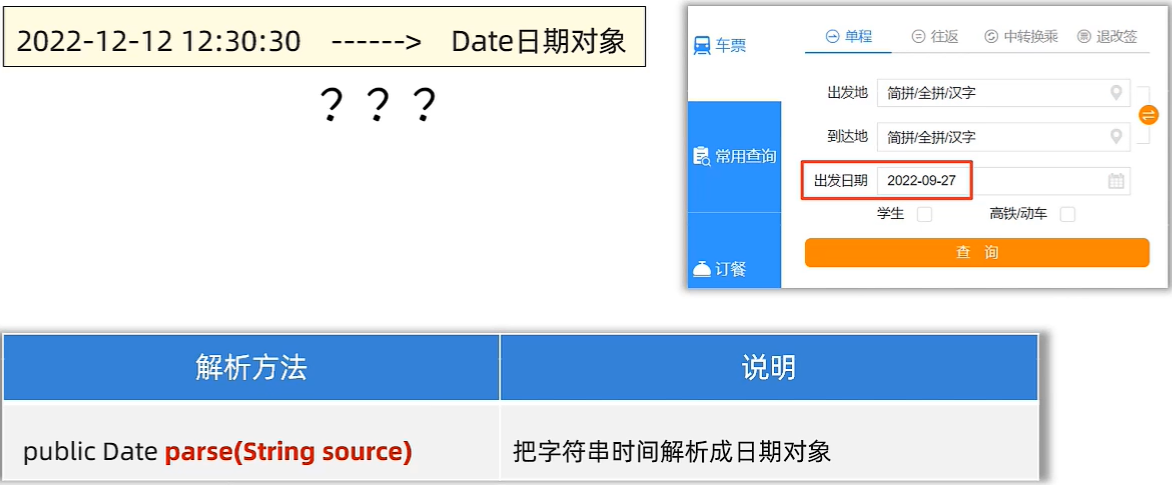 2022-12-12 12:30:30 ------> Date日期对象
？？？
车票
常用查询
订餐
单程 往返 中转换乘 退改签
出发地 简拼/全拼/汉字
到达地 简拼/全拼/汉字
出发日期 2022-09-27
学生 高铁/动车
查 询
解析方法 说明
public Date parse(String source) 把字符串时间解析成日期对象